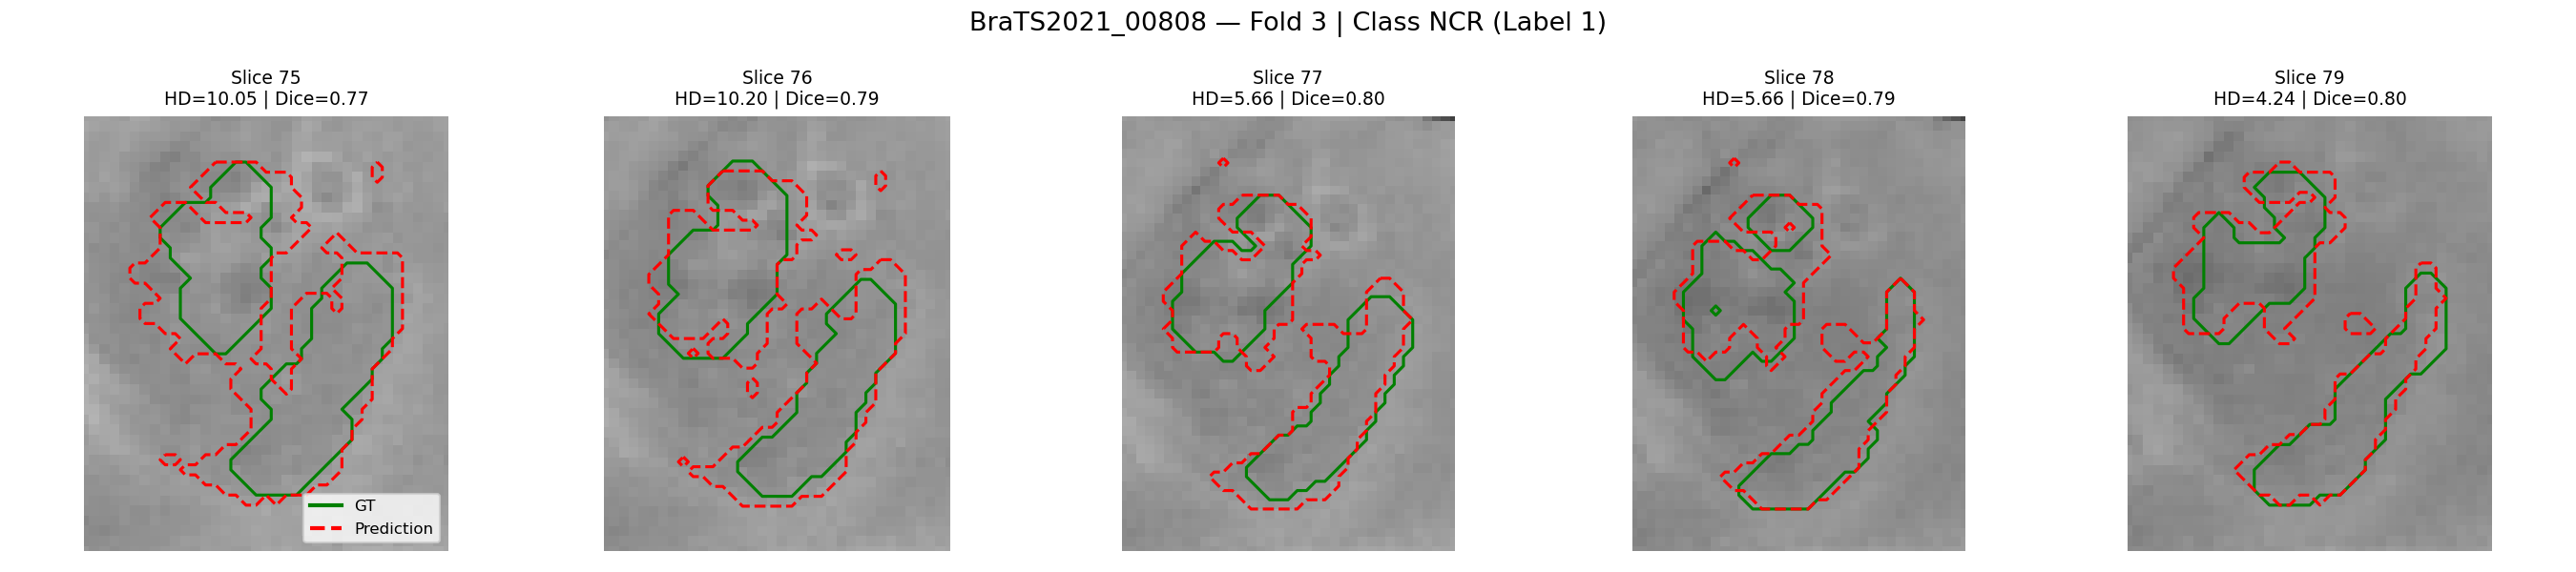 BraTS2021_00808 — Fold 3 | Class NCR (Label 1)
Slice 75
HD=10.05 | Dice=0.77
Slice 76
HD=10.20 | Dice=0.79
Slice 77
HD=5.66 | Dice=0.80
Slice 78
HD=5.66 | Dice=0.79
Slice 79
HD=4.24 | Dice=0.80
GT
Prediction